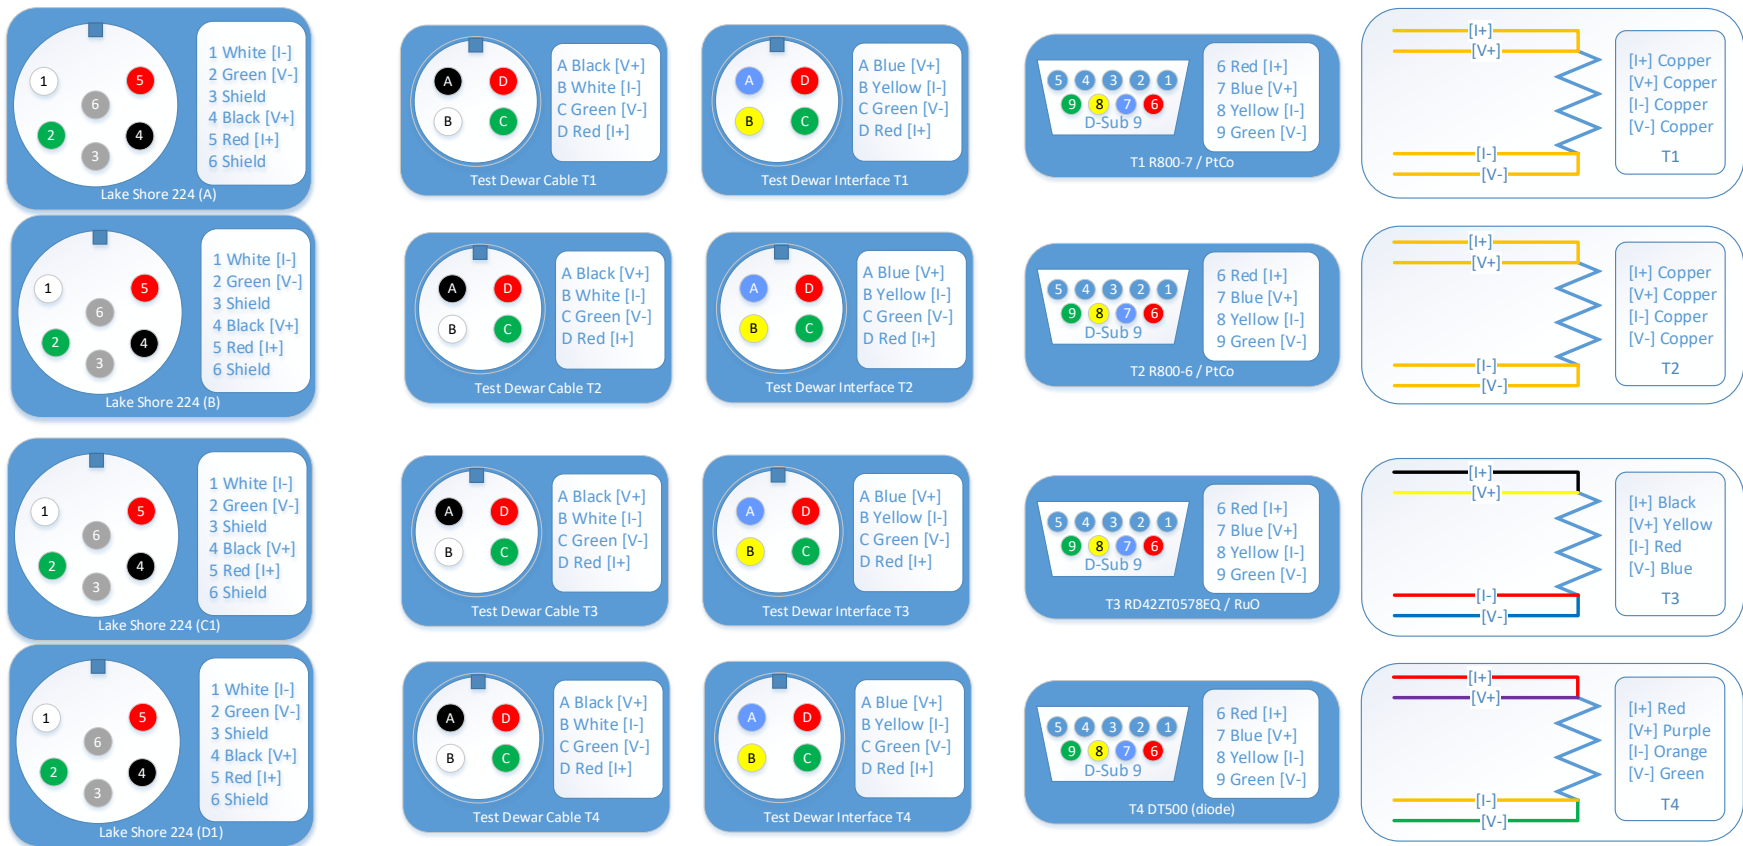 1
5
6
2
4
3
1 White [I-]
2 Green [V-]
3 Shield
4 Black [V+]
5 Red [I+]
6 Shield
Lake Shore 224 (A)
A
D
B
C
A Black [V+]
B White [I-]
C Green [V-]
D Red [I+]
Test Dewar Cable T1
A
D
B
C
A Blue [V+]
B Yellow [I-]
C Green [V-]
D Red [I+]
Test Dewar Interface T1
5 4 3 2 1
9 8 7 6
D-Sub 9
6 Red [I+]
7 Blue [V+]
8 Yellow [I-]
9 Green [V-]
T1 R800-7 / PtCo
[I+]
[V+]
[I-]
[V-]
[I+] Copper
[V+] Copper
[I-] Copper
[V-] Copper
T1
1
5
6
2
4
3
1 White [I-]
2 Green [V-]
3 Shield
4 Black [V+]
5 Red [I+]
6 Shield
Lake Shore 224 (B)
A
D
B
C
A Black [V+]
B White [I-]
C Green [V-]
D Red [I+]
Test Dewar Cable T2
A
D
B
C
A Blue [V+]
B Yellow [I-]
C Green [V-]
D Red [I+]
Test Dewar Interface T2
5 4 3 2 1
9 8 7 6
D-Sub 9
6 Red [I+]
7 Blue [V+]
8 Yellow [I-]
9 Green [V-]
T2 R800-6 / PtCo
[I+]
[V+]
[I-]
[V-]
[I+] Copper
[V+] Copper
[I-] Copper
[V-] Copper
T2
1
5
6
2
4
3
1 White [I-]
2 Green [V-]
3 Shield
4 Black [V+]
5 Red [I+]
6 Shield
Lake Shore 224 (C1)
A
D
B
C
A Black [V+]
B White [I-]
C Green [V-]
D Red [I+]
Test Dewar Cable T3
A
D
B
C
A Blue [V+]
B Yellow [I-]
C Green [V-]
D Red [I+]
Test Dewar Interface T3
5 4 3 2 1
9 8 7 6
D-Sub 9
6 Red [I+]
7 Blue [V+]
8 Yellow [I-]
9 Green [V-]
T3 RD42ZT0578EQ / RuO
[I+]
[V+]
[I-]
[V-]
[I+] Black
[V+] Yellow
[I-] Red
[V-] Blue
T3
1
5
6
2
4
3
1 White [I-]
2 Green [V-]
3 Shield
4 Black [V+]
5 Red [I+]
6 Shield
Lake Shore 224 (D1)
A
D
B
C
A Black [V+]
B White [I-]
C Green [V-]
D Red [I+]
Test Dewar Cable T4
A
D
B
C
A Blue [V+]
B Yellow [I-]
C Green [V-]
D Red [I+]
Test Dewar Interface T4
5 4 3 2 1
9 8 7 6
D-Sub 9
6 Red [I+]
7 Blue [V+]
8 Yellow [I-]
9 Green [V-]
T4 DT500 (diode)
[I+]
[V+]
[I-]
[V-]
[I+] Red
[V+] Purple
[I-] Orange
[V-] Green
T4